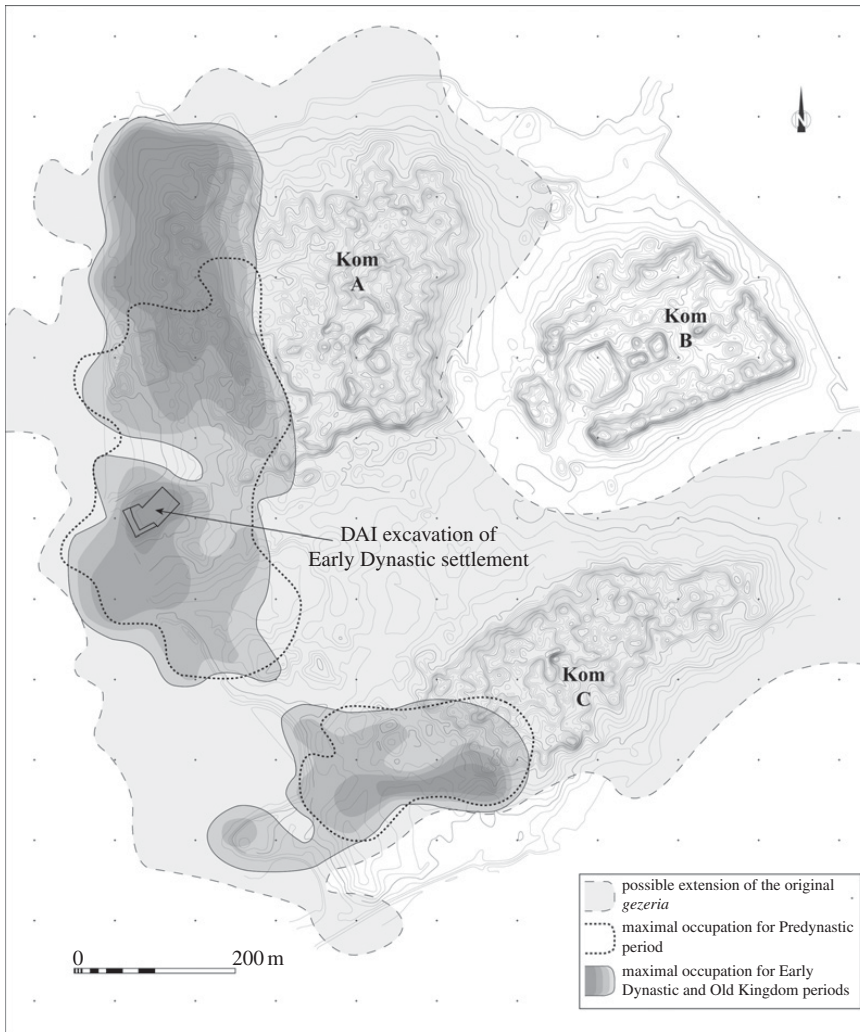 N
Kom
A
Kom
B
DAI excavation of
Early Dynastic settlement
Kom
C
0 200 m
possible extension of the original
gezeria
maximal occupation for Predynastic
period
maximal occupation for Early
Dynastic and Old Kingdom periods